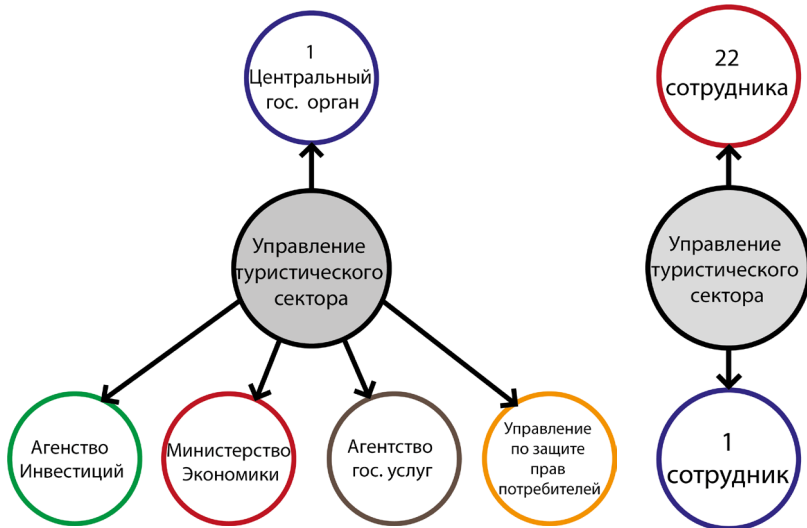 1
Центральный
гос. орган
Управление
туристического
сектора
Агенство
Инвестиций
Министерство
Экономики
Агентство
гос. услуг
Управление
по защите
прав
потребителей
22
сотрудника
Управление
туристического
сектора
1
сотрудник